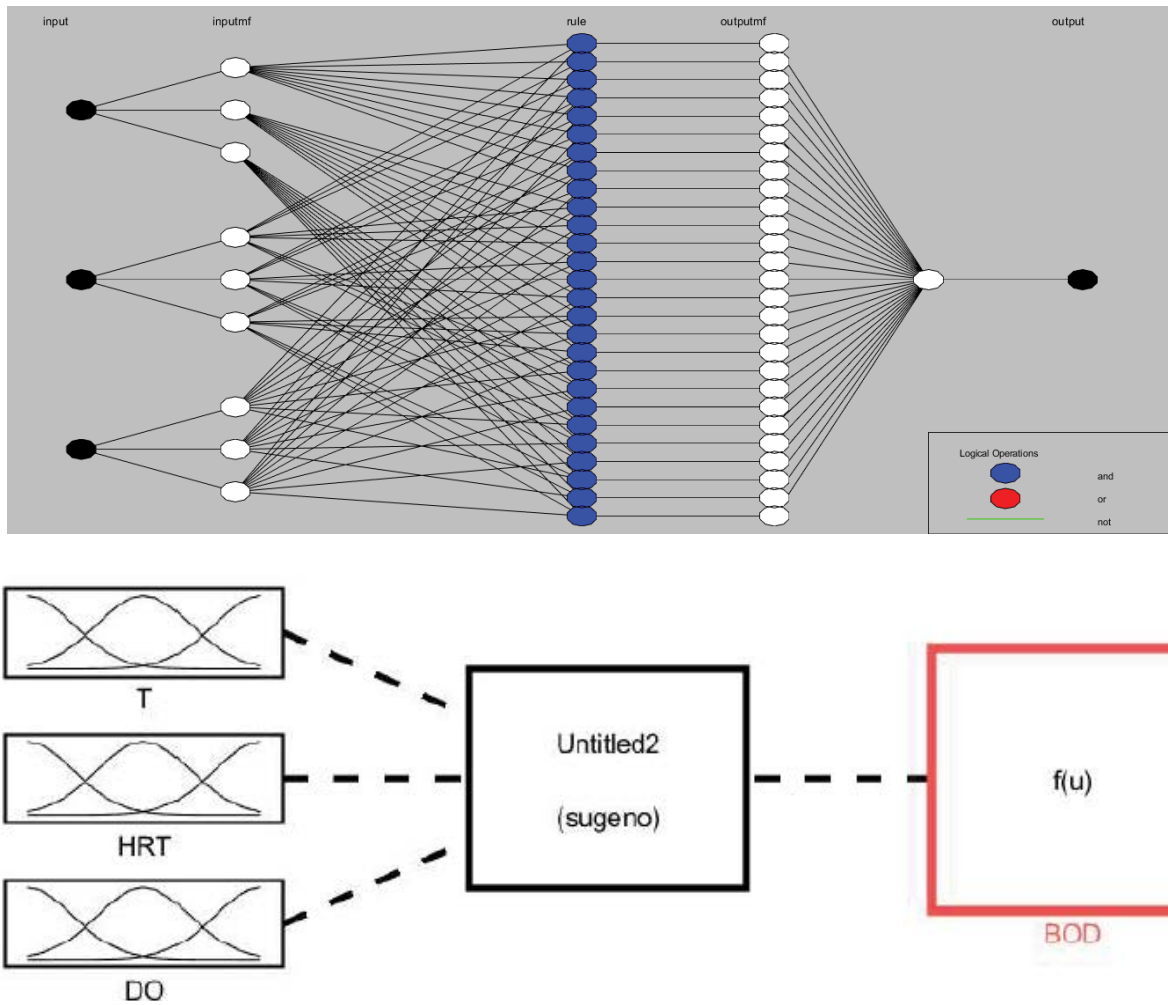 input inputmf rule outputmf output
Logical Operations
and
or
not
T
HRT
DO
Untitled2
(sugeno)
f(u)
BOD